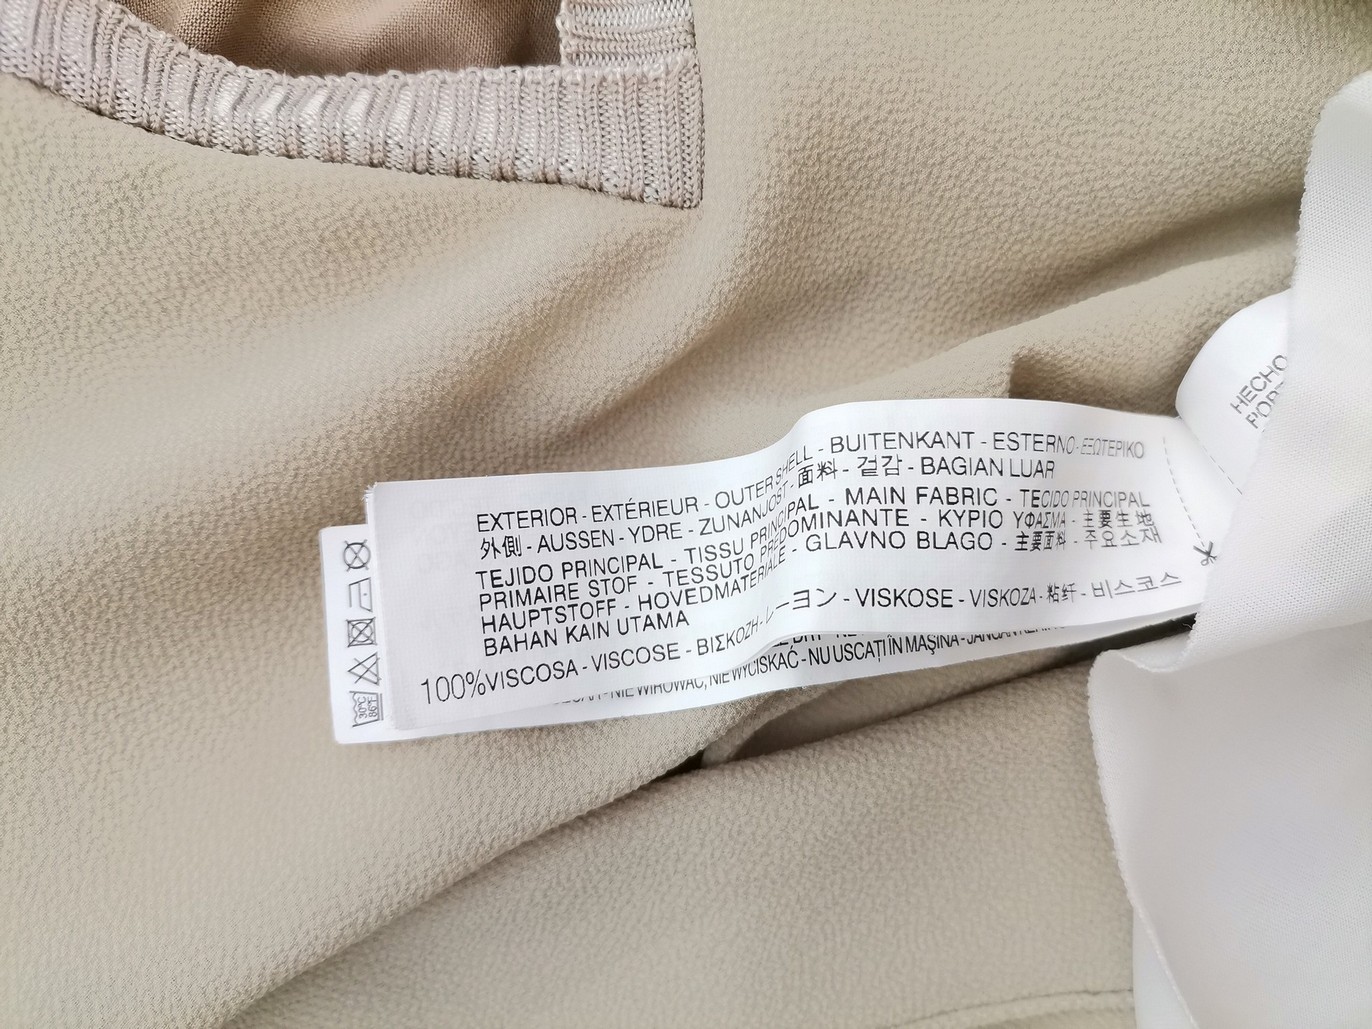 EXTERIOR - EXTÉRIEUR - OUTER SHELL - BUITENKANT - ESTERNO - ΕΞΩΤΕΡΙΚΟ
外側 - AUSSEN - YDRE - ZUNANJOST - 面料 - 겉감 - BAGIAN LUAR
TEJIDO PRINCIPAL - TISSU PRINCIPAL - MAIN FABRIC - TECIDO PRINCIPAL
PRIMAIRE STOF - TESSUTO PREDOMINANTE - ΚΥΡΙΟ ΥΦΑΣΜΑ - 主要生地
HAUPTSTOFF - HOVEDMATERIALE - GLAVNO BLAGO - 主要面料 - 주요소재
BAHAN KAIN UTAMA
100%VISCOSA - VISCOSE - ΒΙΣΚΟΖΗ - レーヨン - VISKOSE - VISKOZA - 粘纤 - 비스코스
NIE WIROWAĆ, NIE WYCISKAĆ - NU USCAȚI ÎN MAȘINA -
30°C
86°F
HECHO